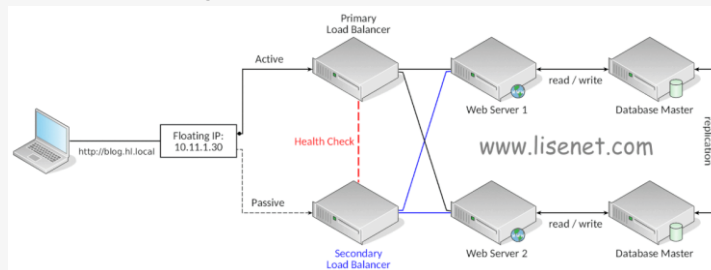 Primary
Load Balancer
Active
Web Server 1
read / write
Database Master
Floating IP:
10.11.1.30
http://blog.hl.local
Health Check
www.lisenet.com
replication
Passive
Secondary
Load Balancer
Web Server 2
read / write
Database Master